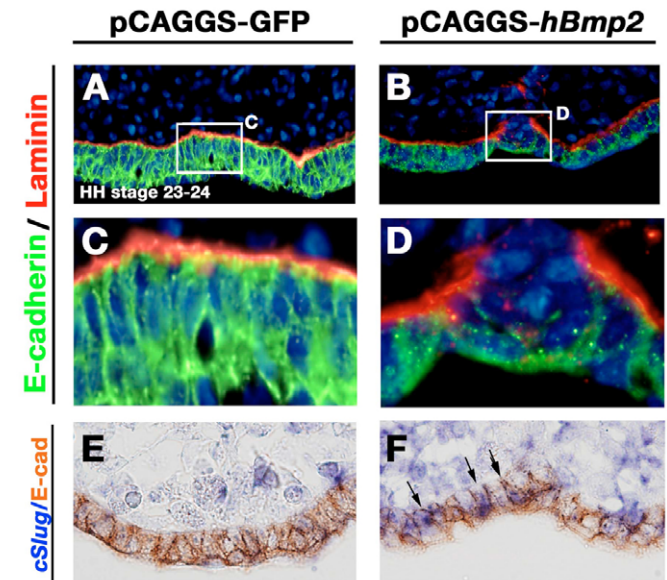 pCAGGS-GFP
pCAGGS-hBmp2
E-cadherin / Laminin
A
C
HH stage 23-24
B
D
C
D
cSlug/E-cad
E
F